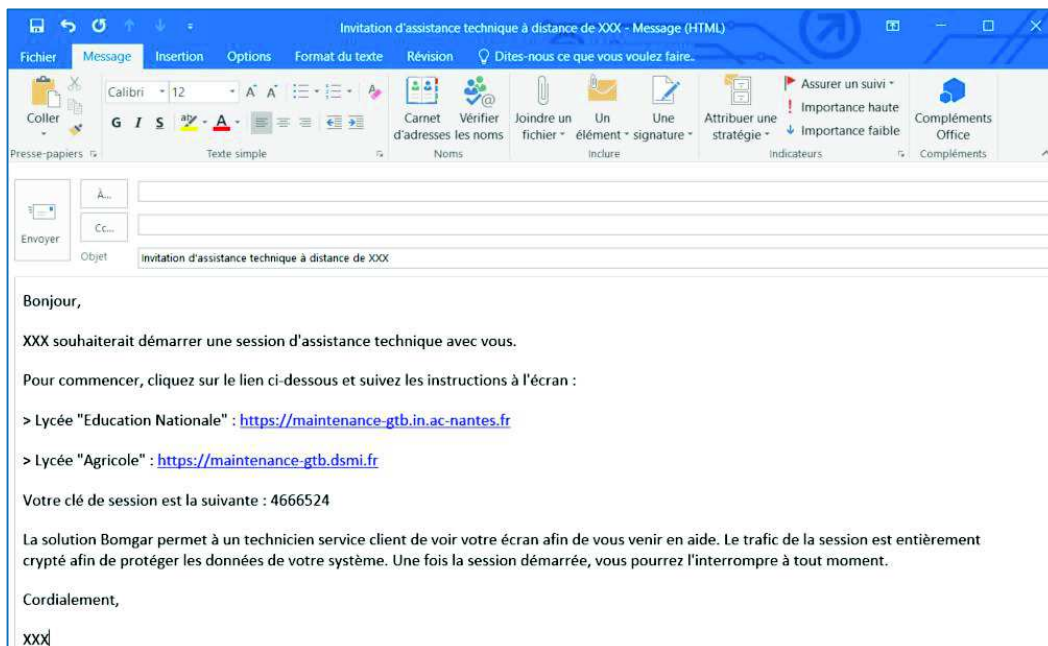 Invitation d'assistance technique à distance de XXX - Message (HTML)
Fichier Message Insertion Options Format du texte Révision Dites-nous ce que vous voulez faire.
Coller
Calibri 12
G I S
Carnet d'adresses
Vérifier les noms
Joindre un fichier
Un élément
Une signature
Attribuer une stratégie
Assurer un suivi
Importance haute
Importance faible
Compléments Office
Presse-papiers Texte simple Noms Inclure Indicateurs Compléments
Envoyer
À...
Cc...
Objet Invitation d'assistance technique à distance de XXX
Bonjour,
XXX souhaiterait démarrer une session d'assistance technique avec vous.
Pour commencer, cliquez sur le lien ci-dessous et suivez les instructions à l'écran :
> Lycée "Education Nationale" : https://maintenance-gtb.in.ac-nantes.fr
> Lycée "Agricole" : https://maintenance-gtb.dsmi.fr
Votre clé de session est la suivante : 4666524
La solution Bomgar permet à un technicien service client de voir votre écran afin de vous venir en aide. Le trafic de la session est entièrement
crypté afin de protéger les données de votre système. Une fois la session démarrée, vous pourrez l'interrompre à tout moment.
Cordialement,
XXX